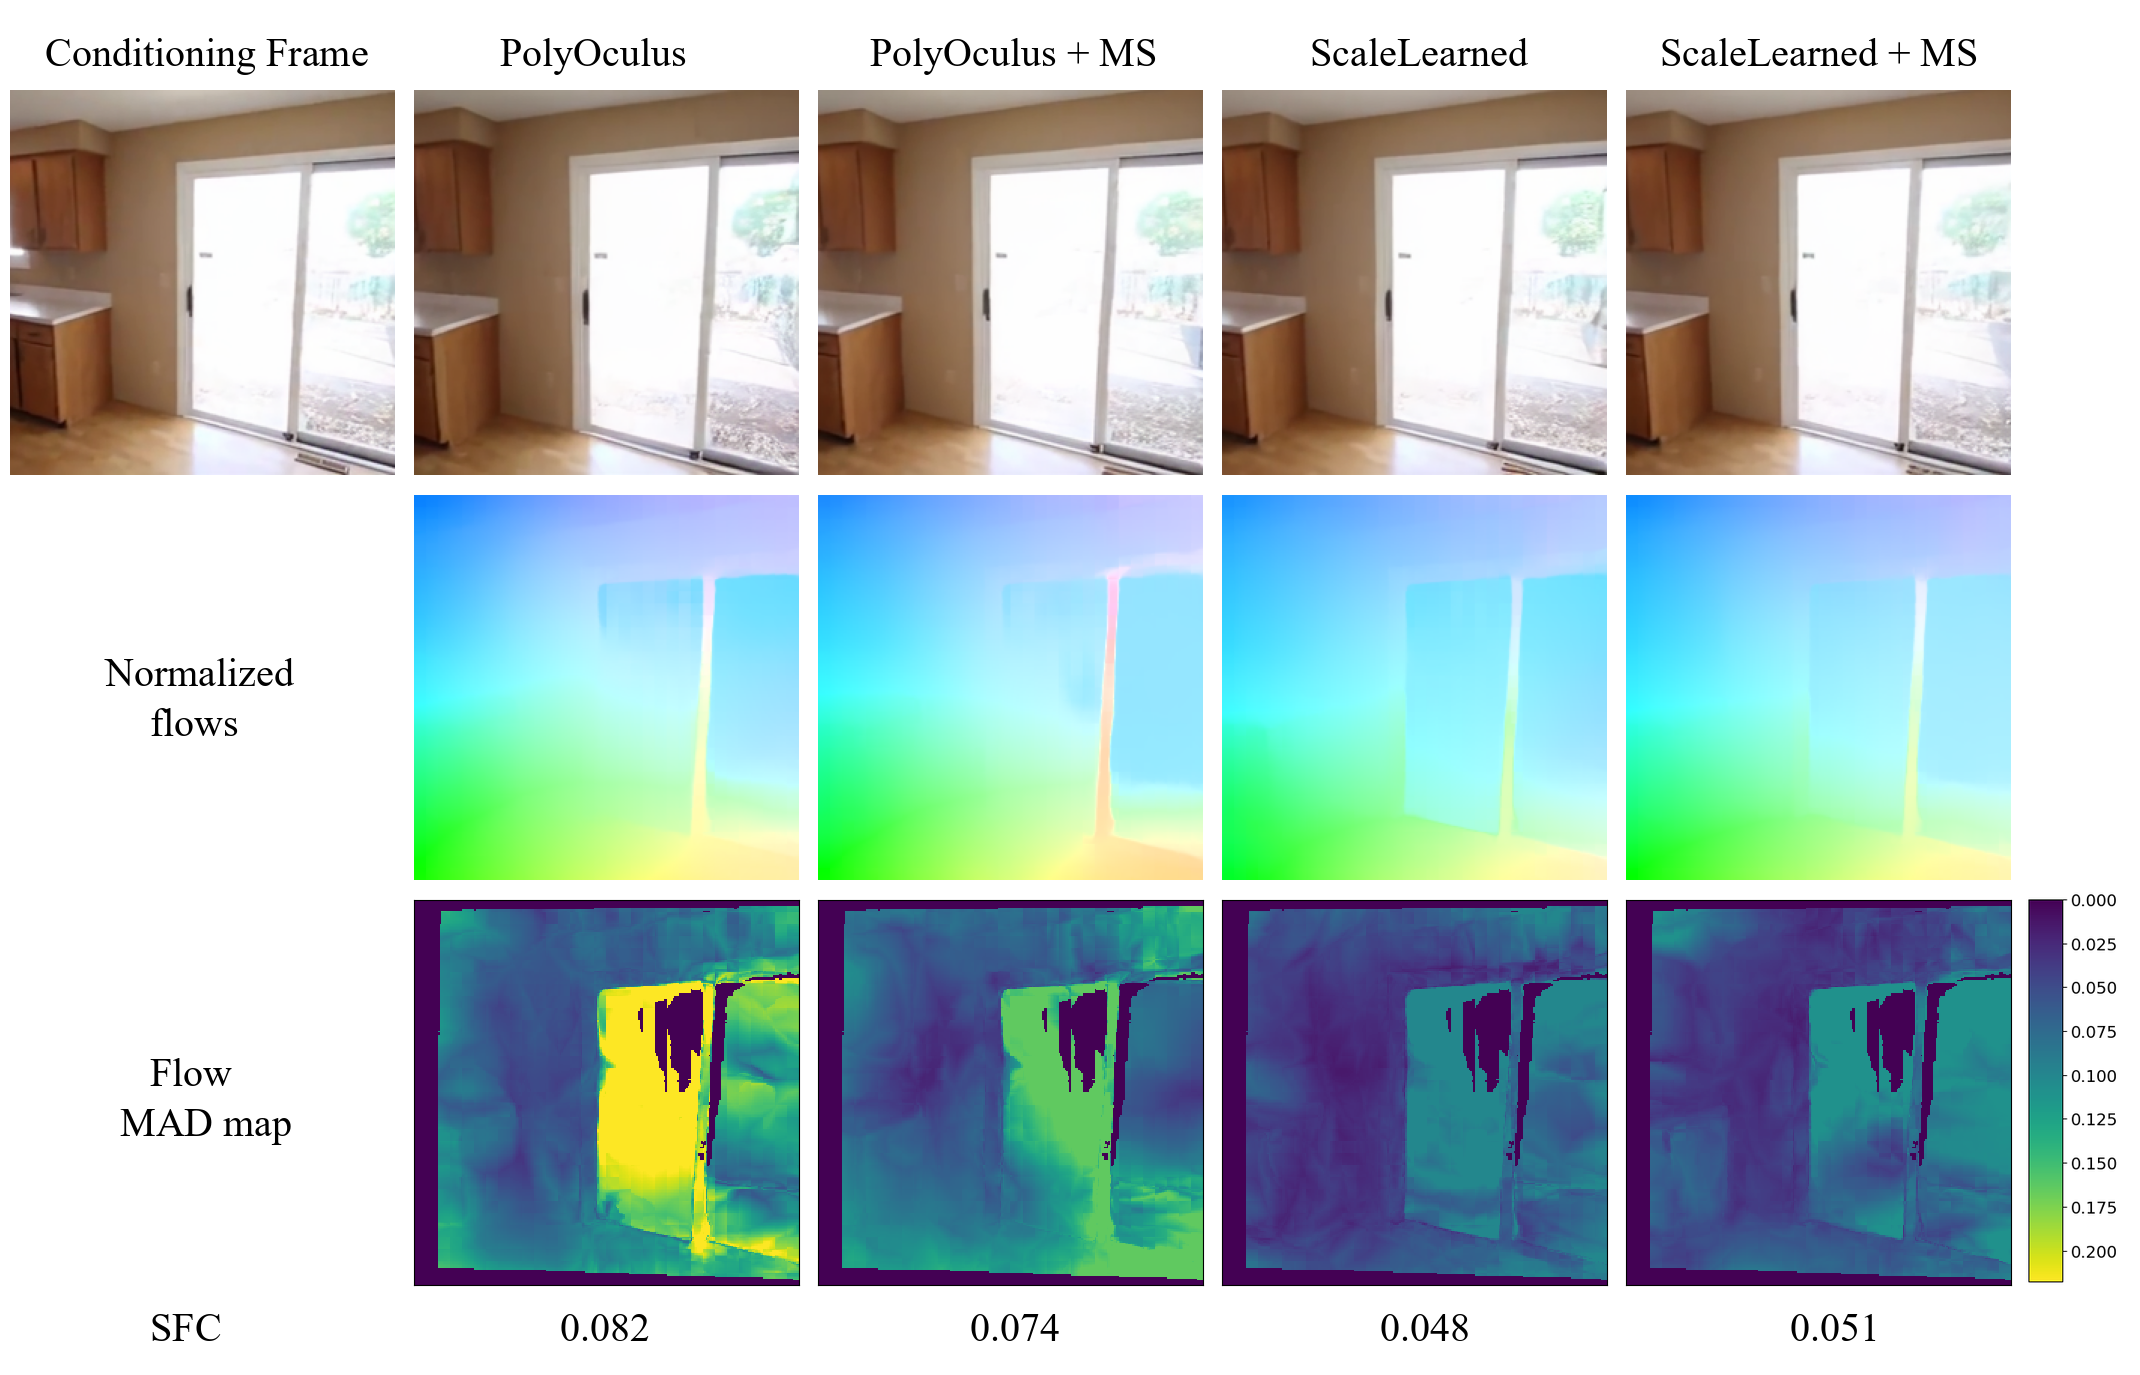 Conditioning Frame
PolyOculus
PolyOculus + MS
ScaleLearned
ScaleLearned + MS
Normalized
flows
Flow
MAD map
0.000
0.025
0.050
0.075
0.100
0.125
0.150
0.175
0.200
SFC
0.082
0.074
0.048
0.051